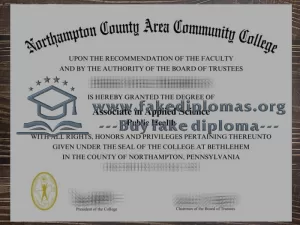 Northampton County Area Community College
UPON THE RECOMMENDATION OF THE FACULTY
AND BY THE AUTHORITY OF THE BOARD OF TRUSTEES
IS HEREBY GRANTED THE DEGREE OF
www.fakediplomas.org
Associate in Applied Science
Public Health
---Buy fake diploma---
WITH ALL RIGHTS, HONORS AND PRIVILEGES PERTAINING THERETO
GIVEN UNDER THE SEAL OF THE COLLEGE AT BETHLEHEM
IN THE COUNTY OF NORTHAMPTON, PENNSYLVANIA
President of the College
Chairman of the Board of Trustees